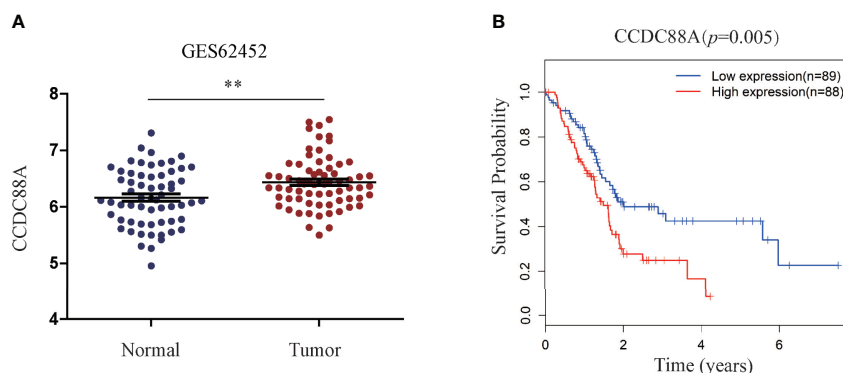 A
GES62452
**
CCDC88A
8
7
6
5
4
Normal
Tumor
B
CCDC88A(p=0.005)
Low expression(n=89)
High expression(n=88)
Survival Probability
1.0
0.8
0.6
0.4
0.2
0.0
0
2
4
6
Time (years)